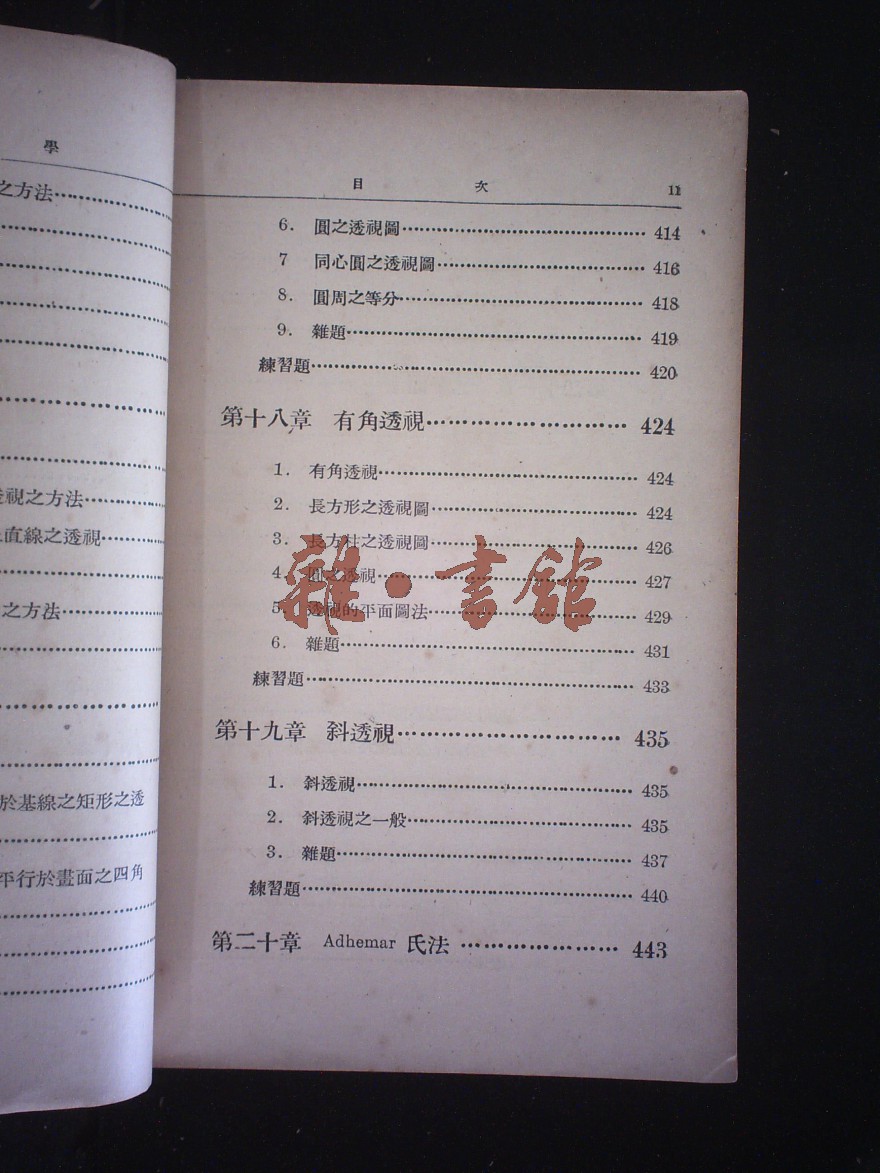 學
之方法
透視之方法
直線之透視
之方法
於基線之矩形之透
平行於畫面之四角
目 次 11
6. 圓之透視圖 414
7 同心圓之透視圖 416
8. 圓周之等分 418
9. 雜題 419
練習題 420
第十八章 有角透視 424
1. 有角透視 424
2. 長方形之透視圖 424
3. 長方柱之透視圖 426
4. 圓之透視 427
5. 透視的平面圖法 429
6. 雜題 431
練習題 433
第十九章 斜透視 435
1. 斜透視 435
2. 斜透視之一般 435
3. 雜題 437
練習題 440
第二十章 Adhemar 氏法 443
雜·書館